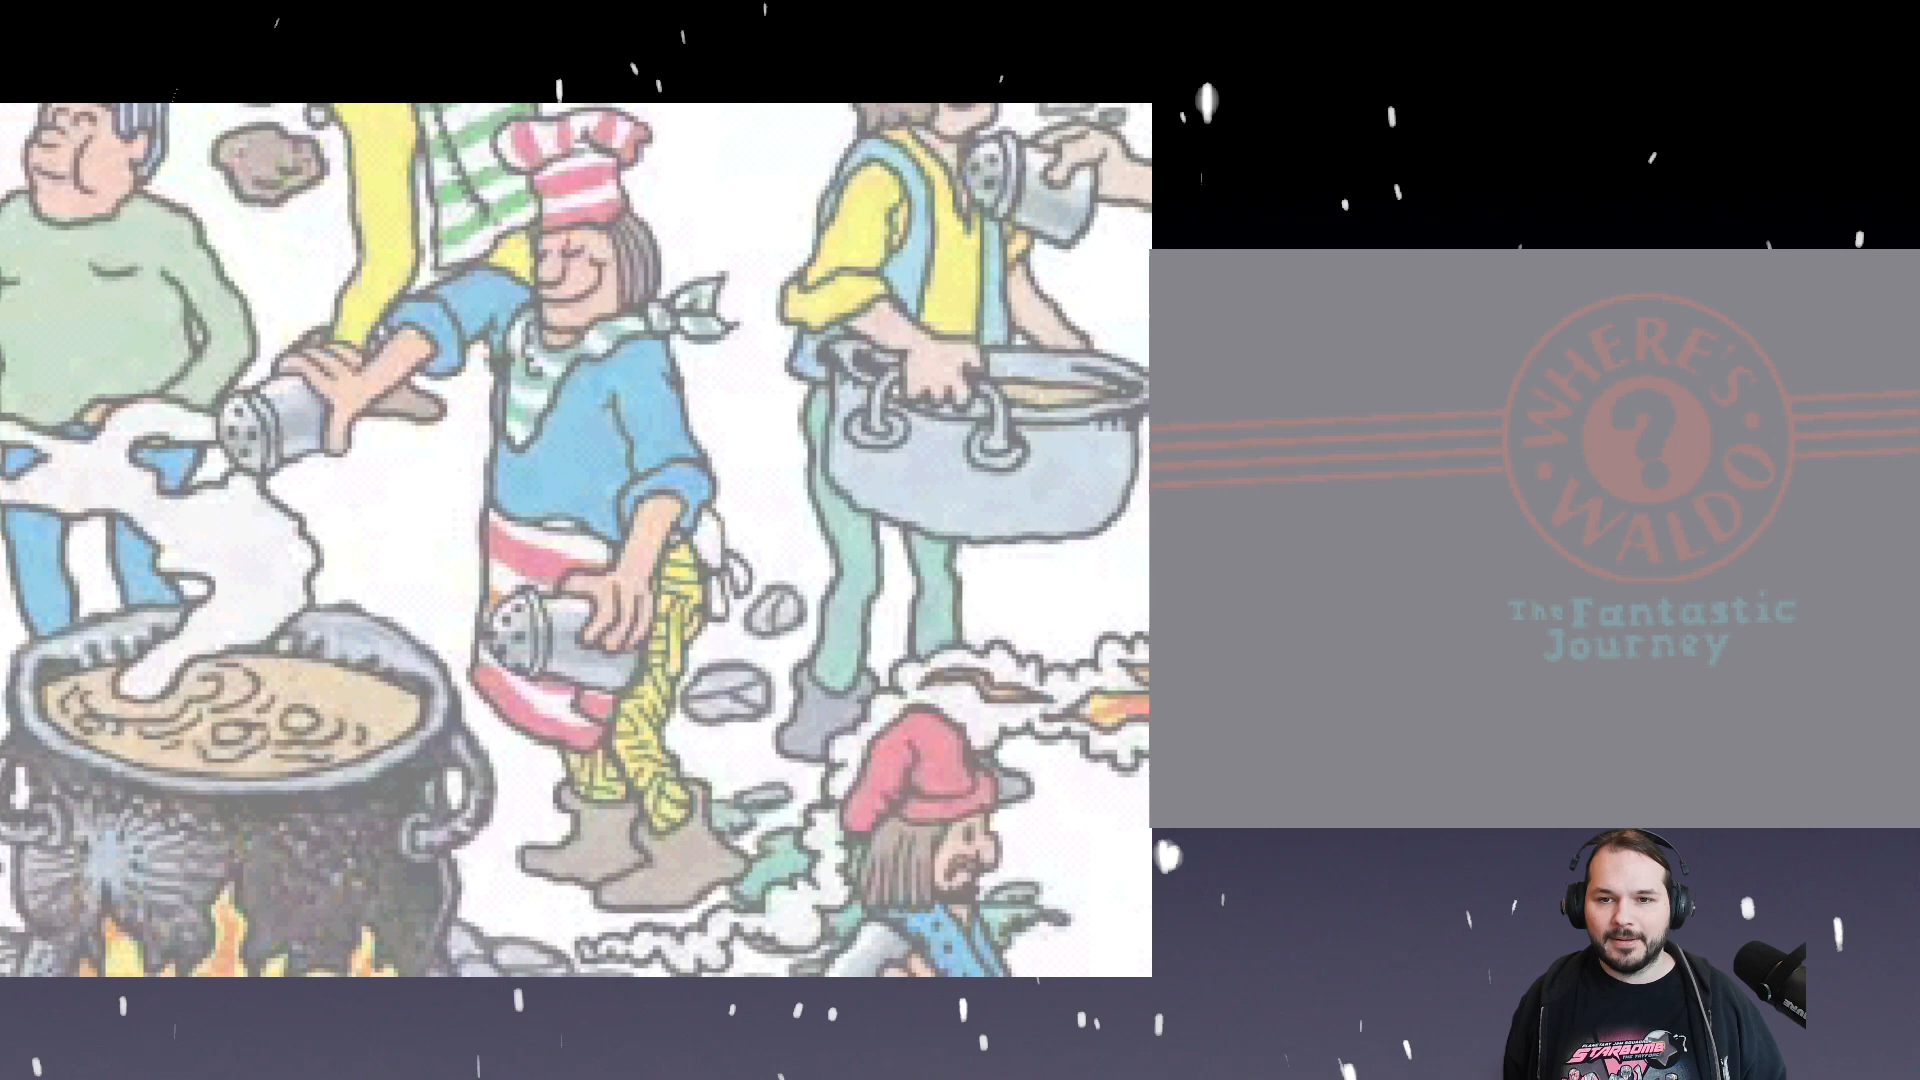 WHERE'S
?
WALDO
The Fantastic
Journey
STARBOMB